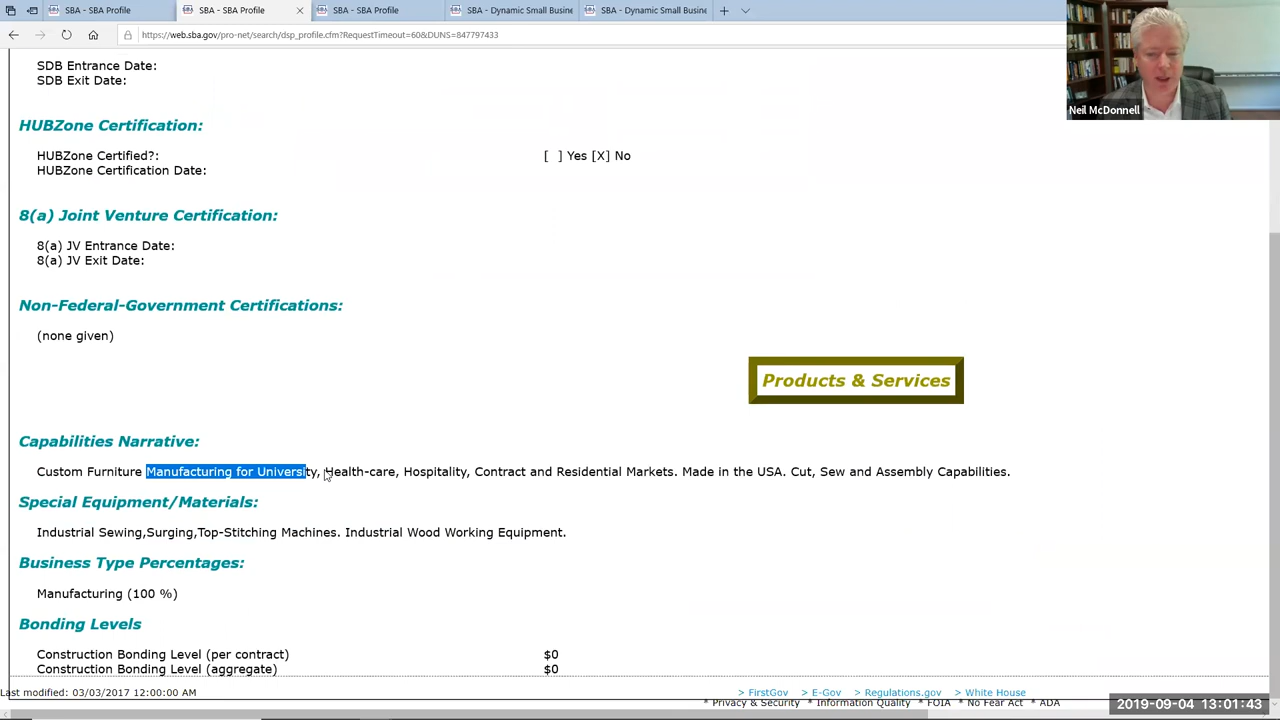 SBA - SBA Profile
SBA - SBA Profile
SBA - SBA Profile
SBA - Dynamic Small Busine
SBA - Dynamic Small Busine
https://web.sba.gov/pro-net/search/dsp_profile.cfm?RequestTimeout=60&DUNS=847797433
Neil McDonnell
SDB Entrance Date:
SDB Exit Date:
HUBZone Certification:
HUBZone Certified?: [ ] Yes [X] No
HUBZone Certification Date:
8(a) Joint Venture Certification:
8(a) JV Entrance Date:
8(a) JV Exit Date:
Non-Federal-Government Certifications:
(none given)
Products & Services
Capabilities Narrative:
Custom Furniture Manufacturing for University, Health-care, Hospitality, Contract and Residential Markets. Made in the USA. Cut, Sew and Assembly Capabilities.
Special Equipment/Materials:
Industrial Sewing,Surging,Top-Stitching Machines. Industrial Wood Working Equipment.
Business Type Percentages:
Manufacturing (100 %)
Bonding Levels
Construction Bonding Level (per contract) $0
Construction Bonding Level (aggregate) $0
Last modified: 03/03/2017 12:00:00 AM
> FirstGov > E-Gov > Regulations.gov > White House
* Privacy & Security * Information Quality * FOIA * No Fear Act * ADA
2019-09-04 13:01:43